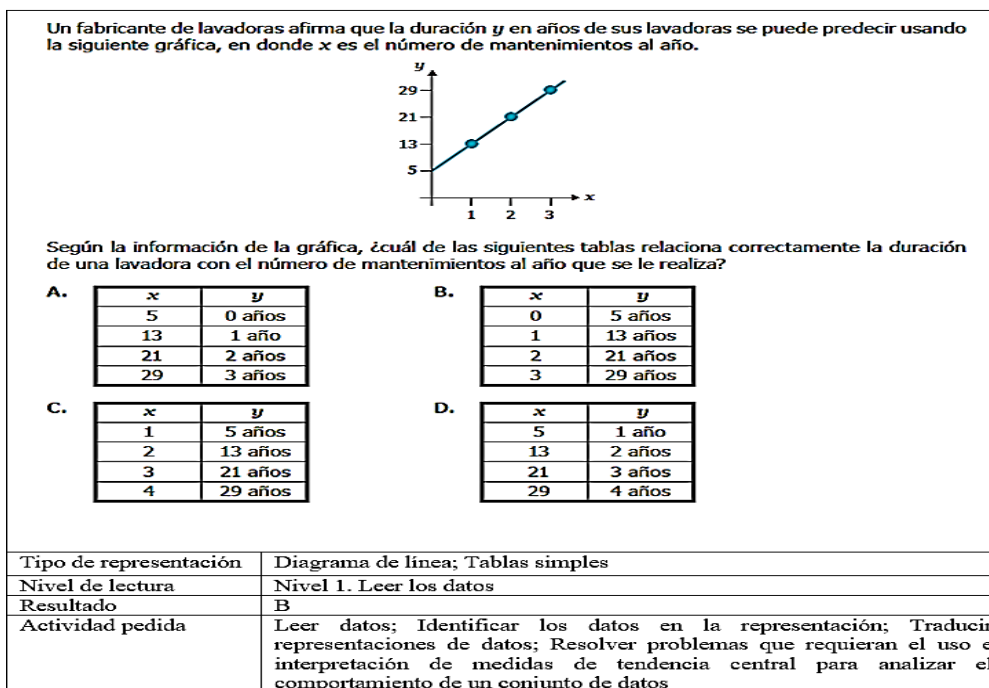 Un fabricante de lavadoras afirma que la duración y en años de sus lavadoras se puede predecir usando
la siguiente gráfica, en donde x es el número de mantenimientos al año.
y
29
21
13
5
x
1 2 3
Según la información de la gráfica, ¿cuál de las siguientes tablas relaciona correctamente la duración
de una lavadora con el número de mantenimientos al año que se le realiza?
A.
x y
5 0 años
13 1 año
21 2 años
29 3 años
B.
x y
0 5 años
1 13 años
2 21 años
3 29 años
C.
x y
1 5 años
2 13 años
3 21 años
4 29 años
D.
x y
5 1 año
13 2 años
21 3 años
29 4 años
Tipo de representación Diagrama de línea; Tablas simples
Nivel de lectura Nivel 1. Leer los datos
Resultado B
Actividad pedida Leer datos; Identificar los datos en la representación; Traducir
representaciones de datos; Resolver problemas que requieran el uso e
interpretación de medidas de tendencia central para analizar el
comportamiento de un conjunto de datos